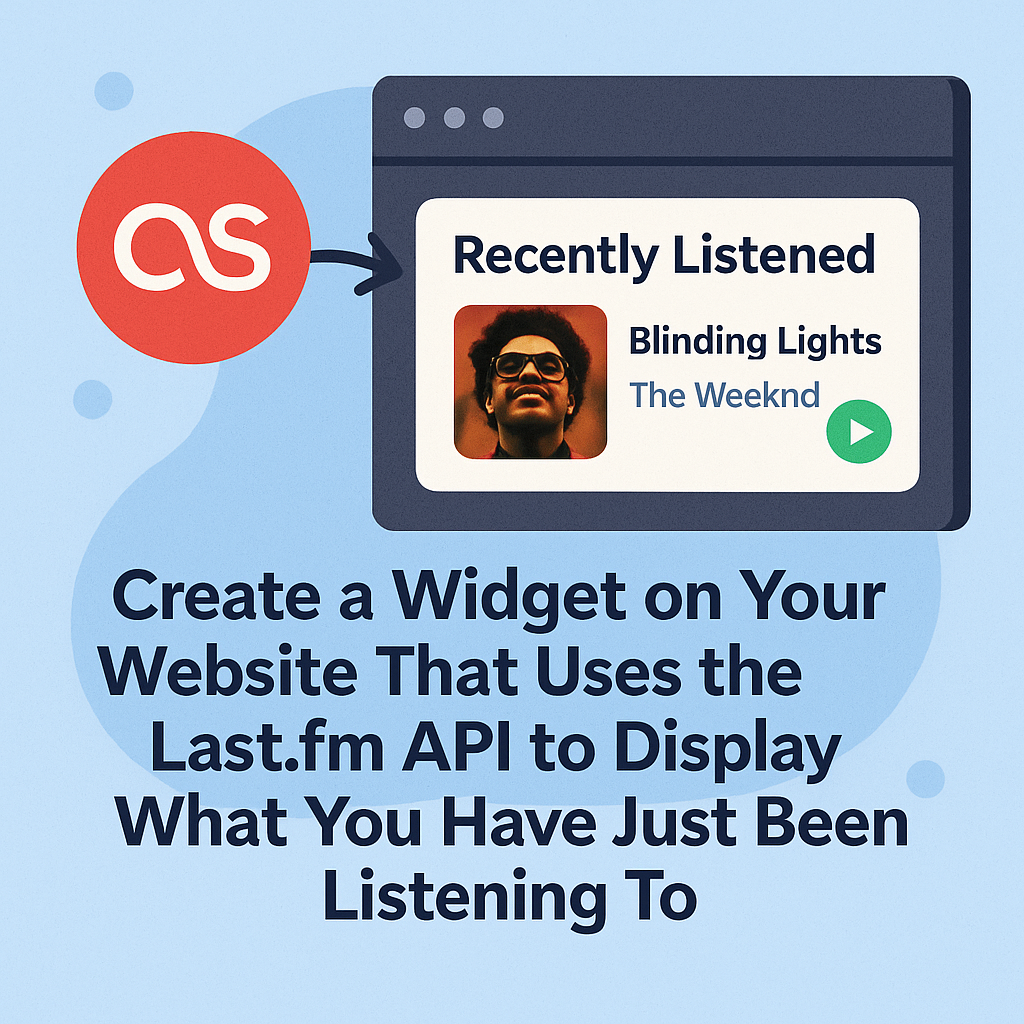 as
Recently Listened
Blinding Lights
The Weeknd
Create a Widget on Your
Website That Uses the
Last.fm API to Display
What You Have Just Been
Listening To